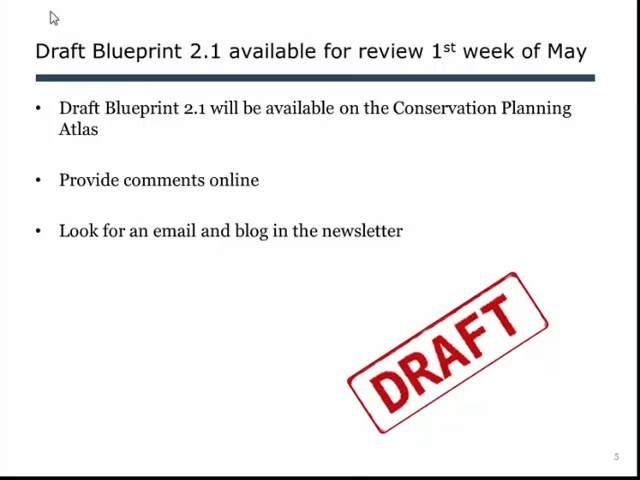 Draft Blueprint 2.1 available for review 1st week of May
• Draft Blueprint 2.1 will be available on the Conservation Planning
Atlas
• Provide comments online
• Look for an email and blog in the newsletter
DRAFT
5